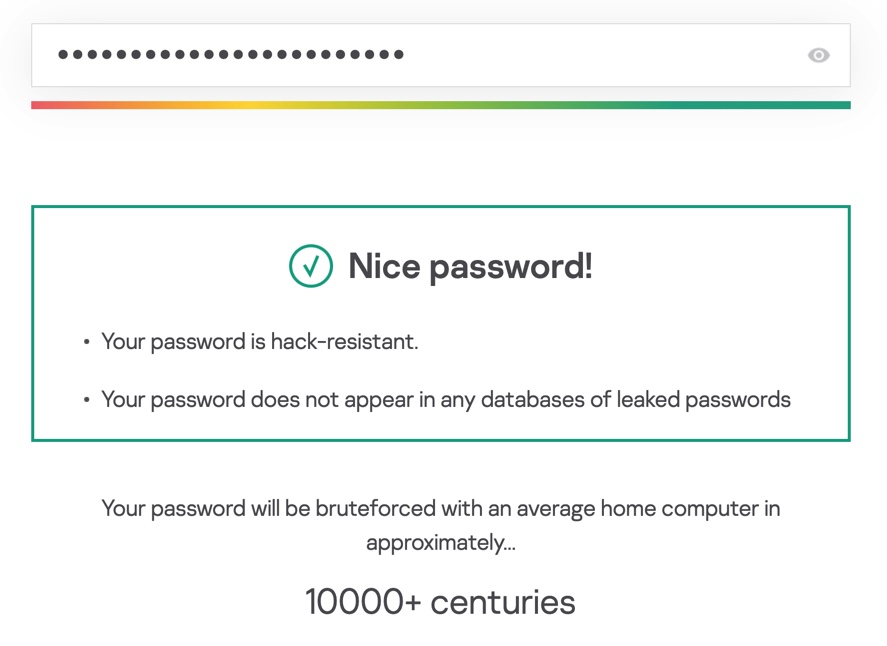 ••••••••••••••••••••••••
Nice password!
• Your password is hack-resistant.
• Your password does not appear in any databases of leaked passwords
Your password will be bruteforced with an average home computer in
approximately...
10000+ centuries